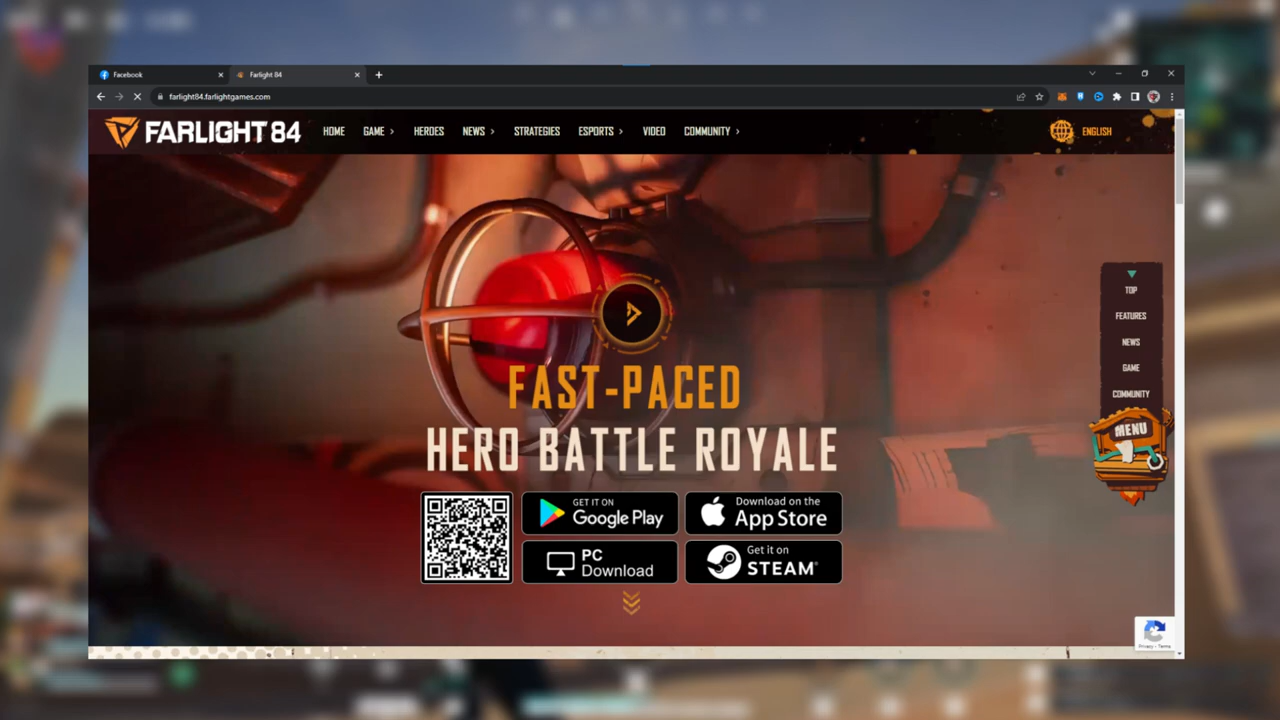 Facebook
Farlight 84
farlight84.farlightgames.com
FARLIGHT 84
HOME
GAME
HEROES
NEWS
STRATEGIES
ESPORTS
VIDEO
COMMUNITY
ENGLISH
TOP
FEATURES
NEWS
GAME
COMMUNITY
MENU
FAST-PACED
HERO BATTLE ROYALE
GET IT ON
Google Play
Download on the
App Store
PC
Download
Get it on
STEAM®
Privacy - Terms